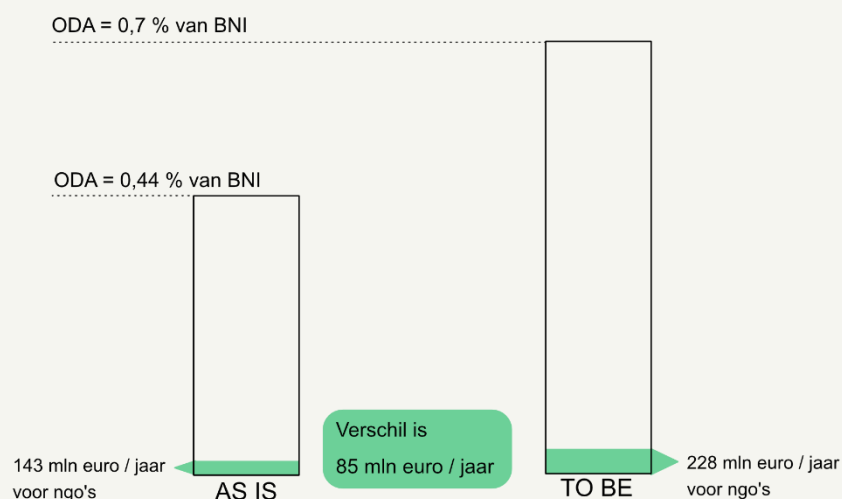 ODA = 0,7 % van BNI
ODA = 0,44 % van BNI
Verschil is
85 mln euro / jaar
143 mln euro / jaar
voor ngo's
AS IS
TO BE
228 mln euro / jaar
voor ngo's